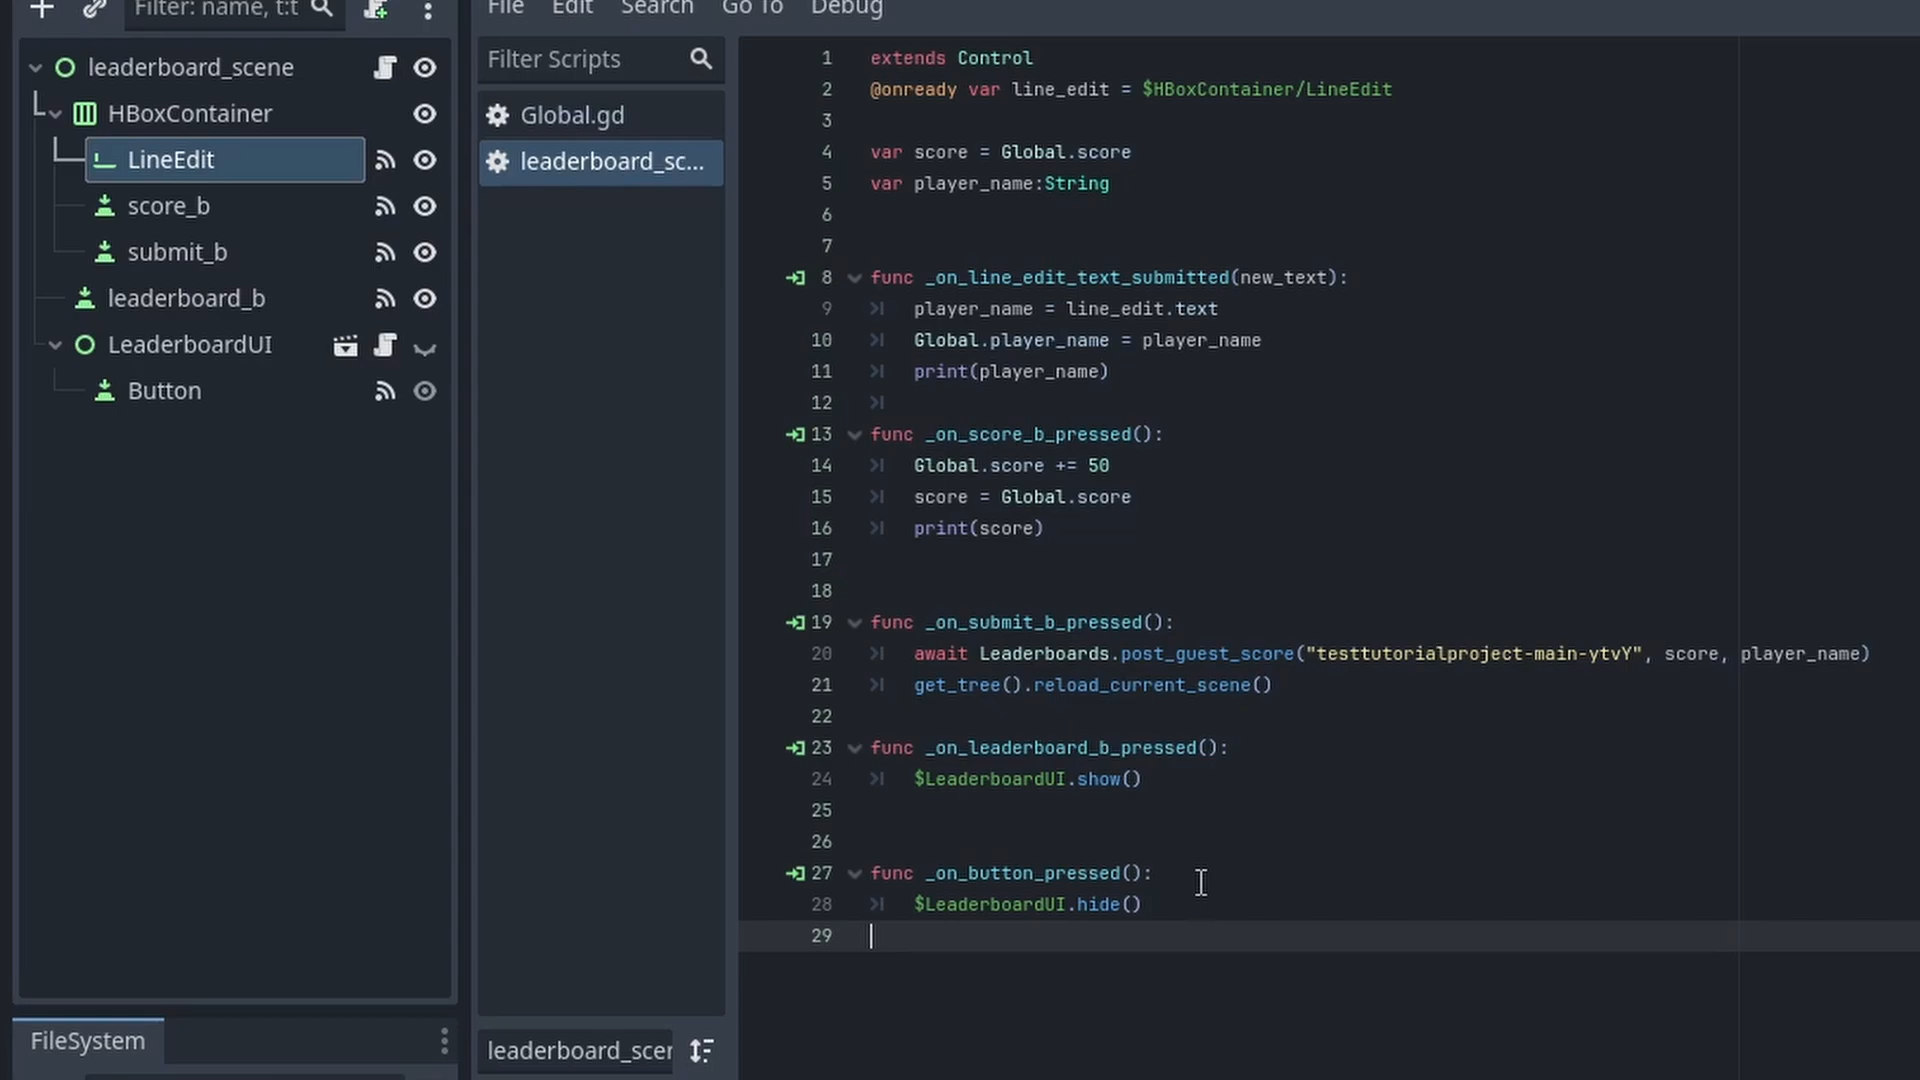 Filter: name, t:t
File Edit Search Go To Debug
leaderboard_scene
HBoxContainer
LineEdit
score_b
submit_b
leaderboard_b
LeaderboardUI
Button
FileSystem
Filter Scripts
Global.gd
leaderboard_sc...
leaderboard_scer
1 extends Control
2 @onready var line_edit = $HBoxContainer/LineEdit
3
4 var score = Global.score
5 var player_name:String
6
7
8 func _on_line_edit_text_submitted(new_text):
9 player_name = line_edit.text
10 Global.player_name = player_name
11 print(player_name)
12
13 func _on_score_b_pressed():
14 Global.score += 50
15 score = Global.score
16 print(score)
17
18
19 func _on_submit_b_pressed():
20 await Leaderboards.post_guest_score("testtutorialproject-main-ytvY", score, player_name)
21 get_tree().reload_current_scene()
22
23 func _on_leaderboard_b_pressed():
24 $LeaderboardUI.show()
25
26
27 func _on_button_pressed():
28 $LeaderboardUI.hide()
29